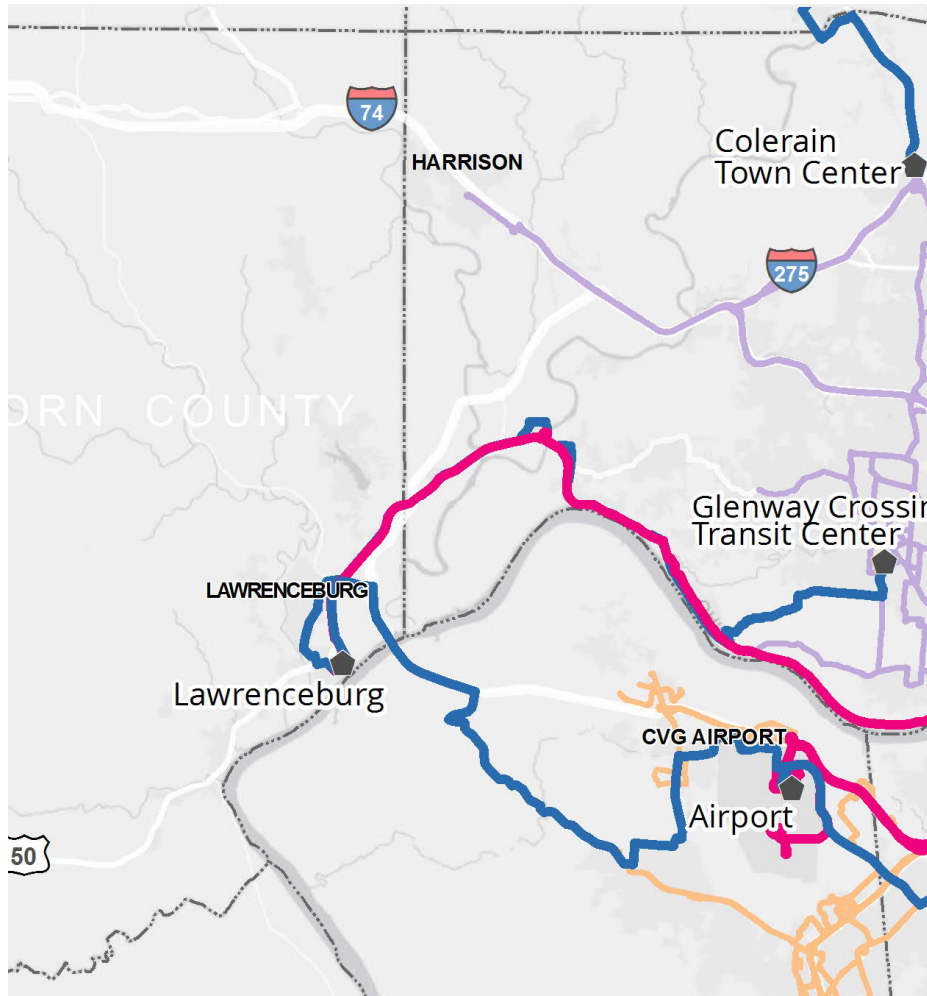 74
HARRISON
Colerain
Town Center
275
ORN COUNTY
Glenway Crossin
Transit Center
LAWRENCEBURG
Lawrenceburg
CVG AIRPORT
Airport
50